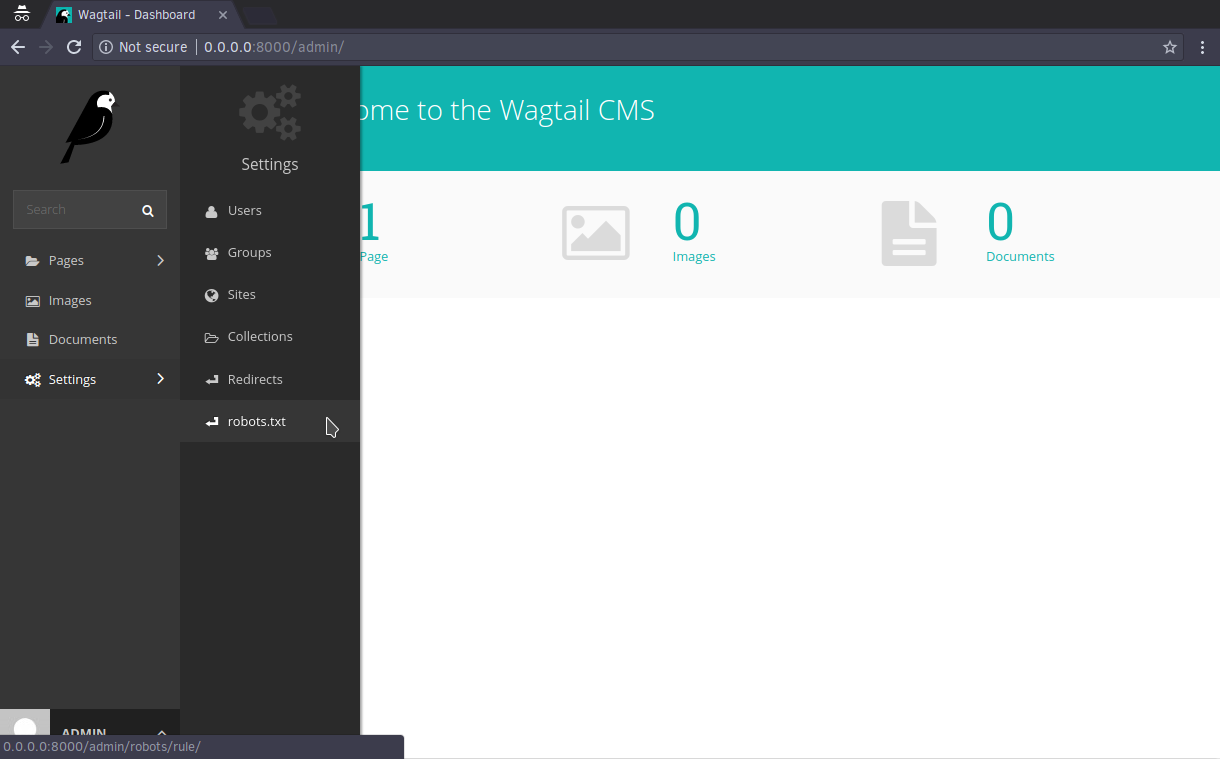 Wagtail - Dashboard
Not secure
0.0.0.0:8000/admin/
Search
Pages
Images
Documents
Settings
ADMIN
Settings
Users
Groups
Sites
Collections
Redirects
robots.txt
ome to the Wagtail CMS
1
Page
0
Images
0
Documents
0.0.0.0:8000/admin/robots/rule/